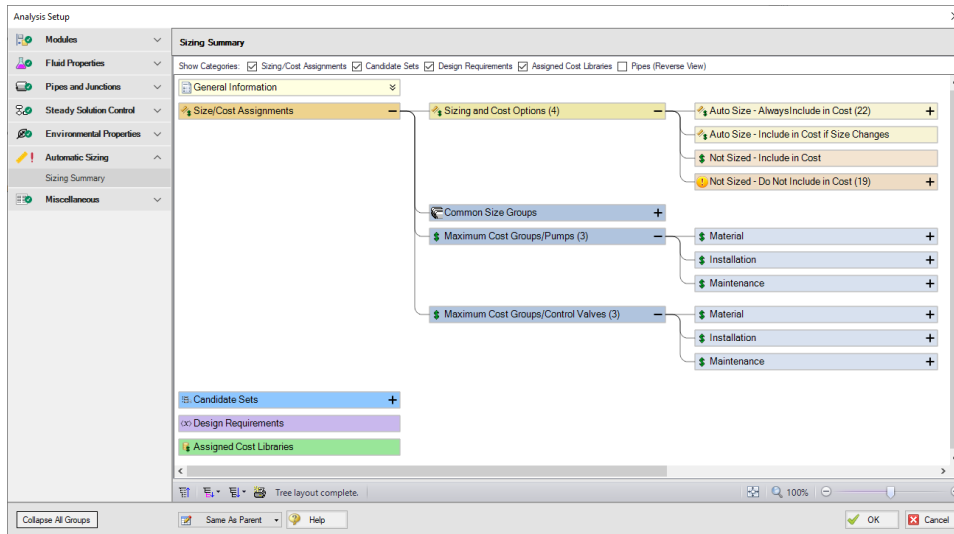 Analysis Setup
Modules
Fluid Properties
Pipes and Junctions
Steady Solution Control
Environmental Properties
Automatic Sizing
Sizing Summary
Miscellaneous
Sizing Summary
Show Categories: Sizing/Cost Assignments Candidate Sets Design Requirements Assigned Cost Libraries Pipes (Reverse View)
General Information
Size/Cost Assignments
Sizing and Cost Options (4)
Auto Size - Always Include in Cost (22)
Auto Size - Include in Cost if Size Changes
Not Sized - Include in Cost
Not Sized - Do Not Include in Cost (19)
Common Size Groups
Maximum Cost Groups/Pumps (3)
Material
Installation
Maintenance
Maximum Cost Groups/Control Valves (3)
Material
Installation
Maintenance
Candidate Sets
Design Requirements
Assigned Cost Libraries
Tree layout complete.
100%
Collapse All Groups
Same As Parent
Help
OK
Cancel